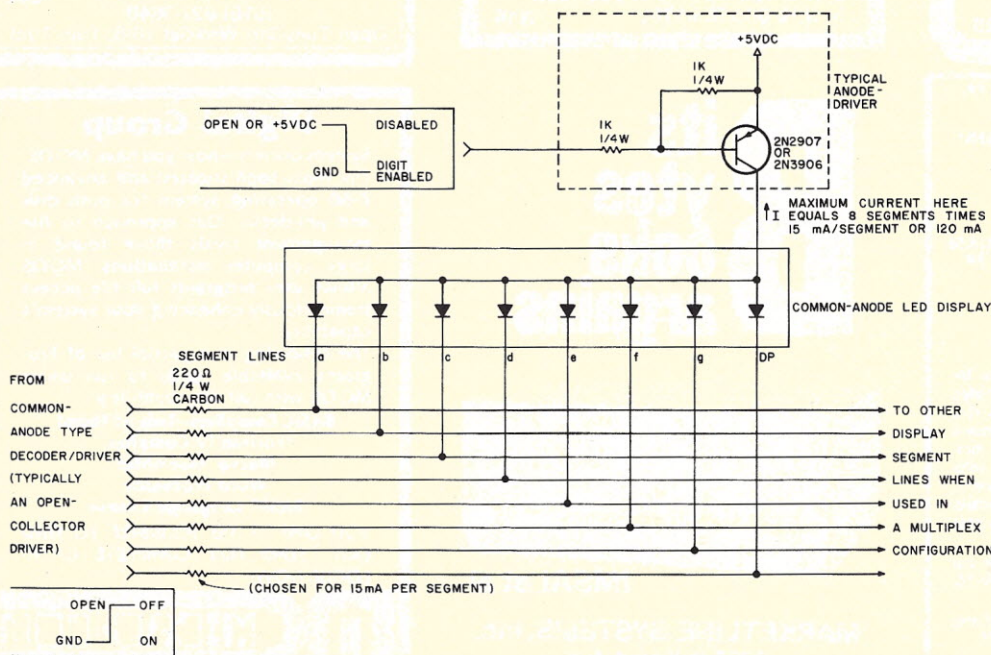 +5VDC
1K
1/4W
TYPICAL
ANODE-
DRIVER
OPEN OR +5VDC
DISABLED
GND
DIGIT
ENABLED
1K
1/4W
2N2907
OR
2N3906
I
MAXIMUM CURRENT HERE
EQUALS 8 SEGMENTS TIMES
15 mA/SEGMENT OR 120 mA
COMMON-ANODE LED DISPLAY
SEGMENT LINES
a
b
c
d
e
f
g
DP
220Ω
1/4 W
CARBON
FROM
COMMON-
ANODE TYPE
DECODER/DRIVER
(TYPICALLY
AN OPEN-
COLLECTOR
DRIVER)
TO OTHER
DISPLAY
SEGMENT
LINES WHEN
USED IN
A MULTIPLEX
CONFIGURATION
(CHOSEN FOR 15mA PER SEGMENT)
OPEN
OFF
GND
ON